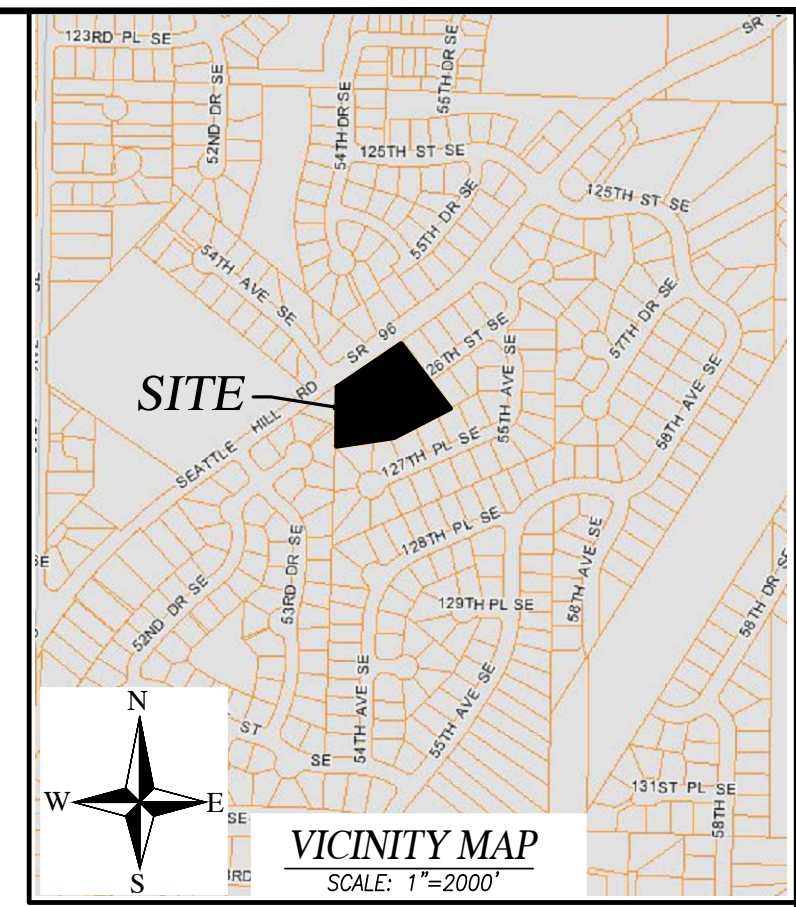 123RD PL SE
SR
55TH DR SE
52ND DR SE
54TH DR SE
125TH ST SE
125TH ST SE
55TH DR SE
54TH AVE SE
57TH DR SE
SR 96
26TH ST SE
55TH AVE SE
58TH AVE SE
SITE
SEATTLE HILL RD
127TH PL SE
128TH PL SE
53RD DR SE
SE
58TH AVE SE
129TH PL SE
52ND DR SE
58TH DR SE
54TH AVE SE
55TH AVE SE
ST
SE
N
W
E
S
SE
131ST PL SE
58TH
VICINITY MAP
SCALE: 1"=2000'
3RD